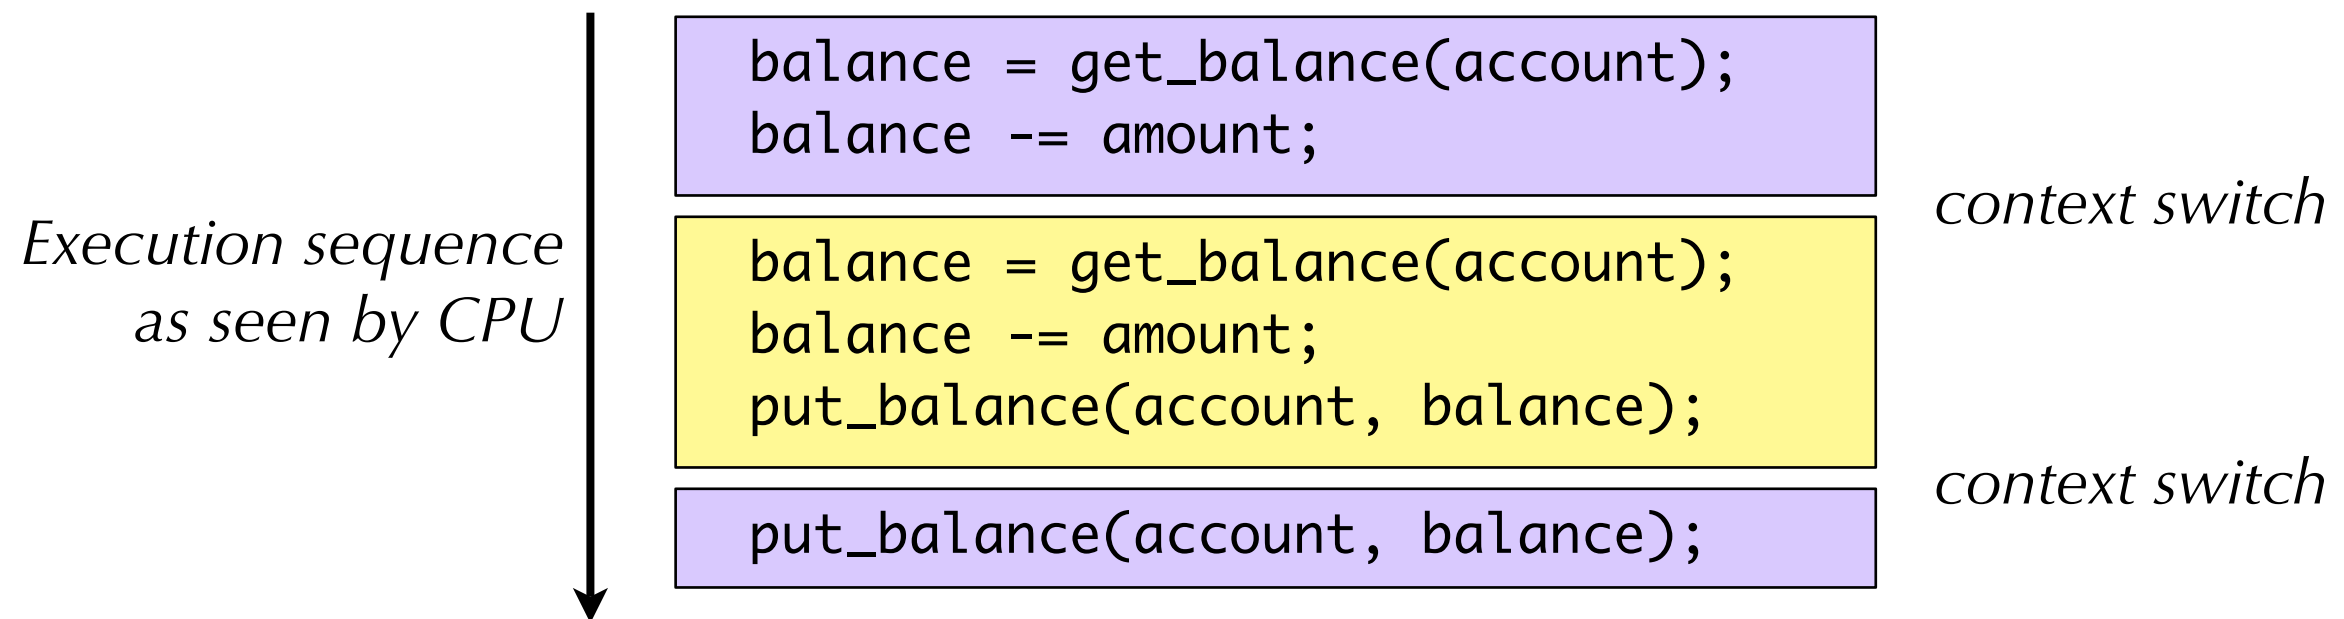 balance = get_balance(account);
balance -= amount;
context switch
Execution sequence
as seen by CPU
balance = get_balance(account);
balance -= amount;
put_balance(account, balance);
context switch
put_balance(account, balance);